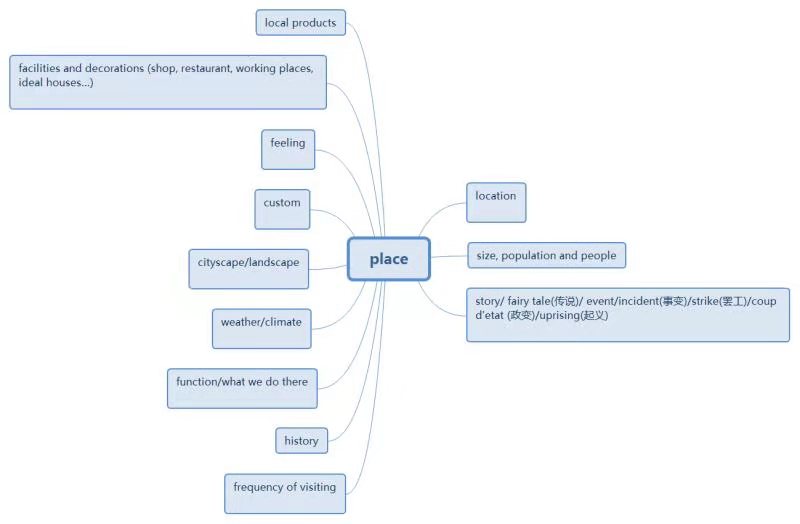 local products
facilities and decorations (shop, restaurant, working places,
ideal houses...)
feeling
custom
cityscape/landscape
weather/climate
function/what we do there
history
frequency of visiting
place
location
size, population and people
story/ fairy tale(传说)/ event/incident(事变)/strike(罢工)/coup
d'etat (政变)/uprising(起义)